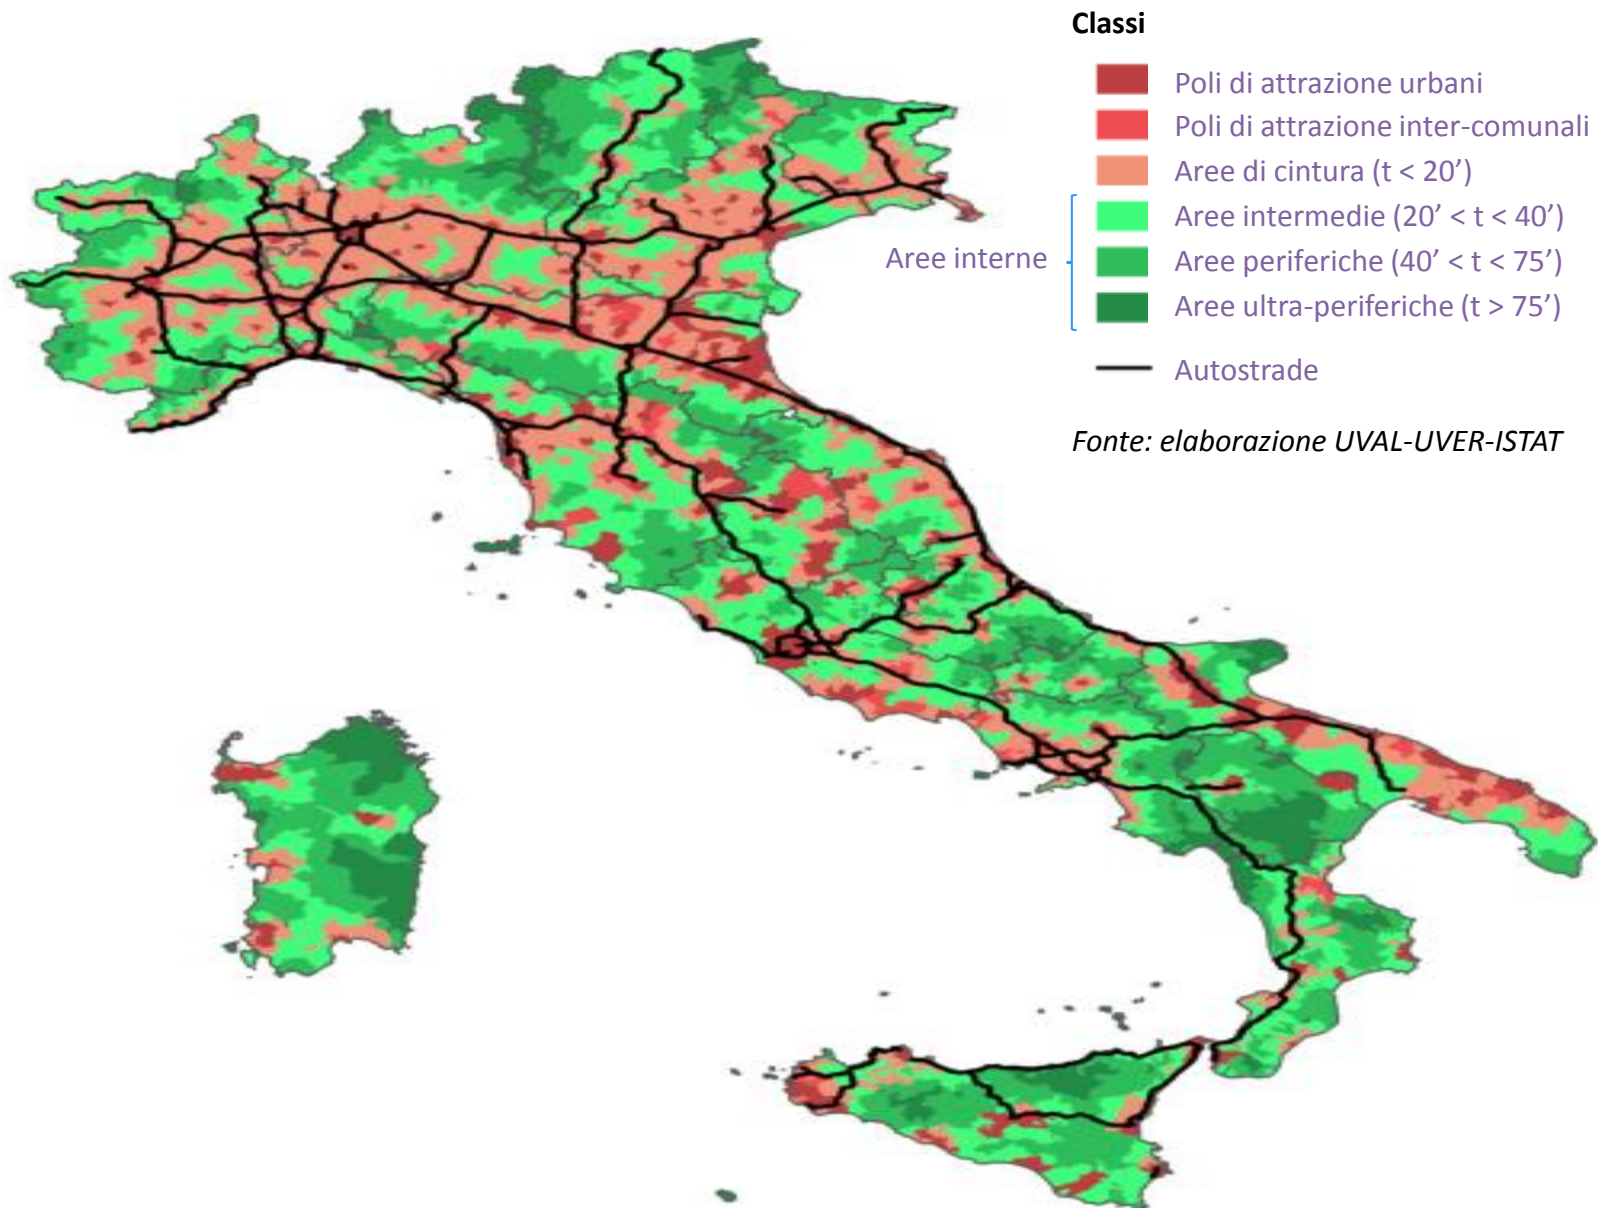 Classi
Poli di attrazione urbani
Poli di attrazione inter-comunali
Aree di cintura (t < 20’)
Aree interne
Aree intermedie (20’ < t < 40’)
Aree periferiche (40’ < t < 75’)
Aree ultra-periferiche (t > 75’)
Autostrade
Fonte: elaborazione UVAL-UVER-ISTAT